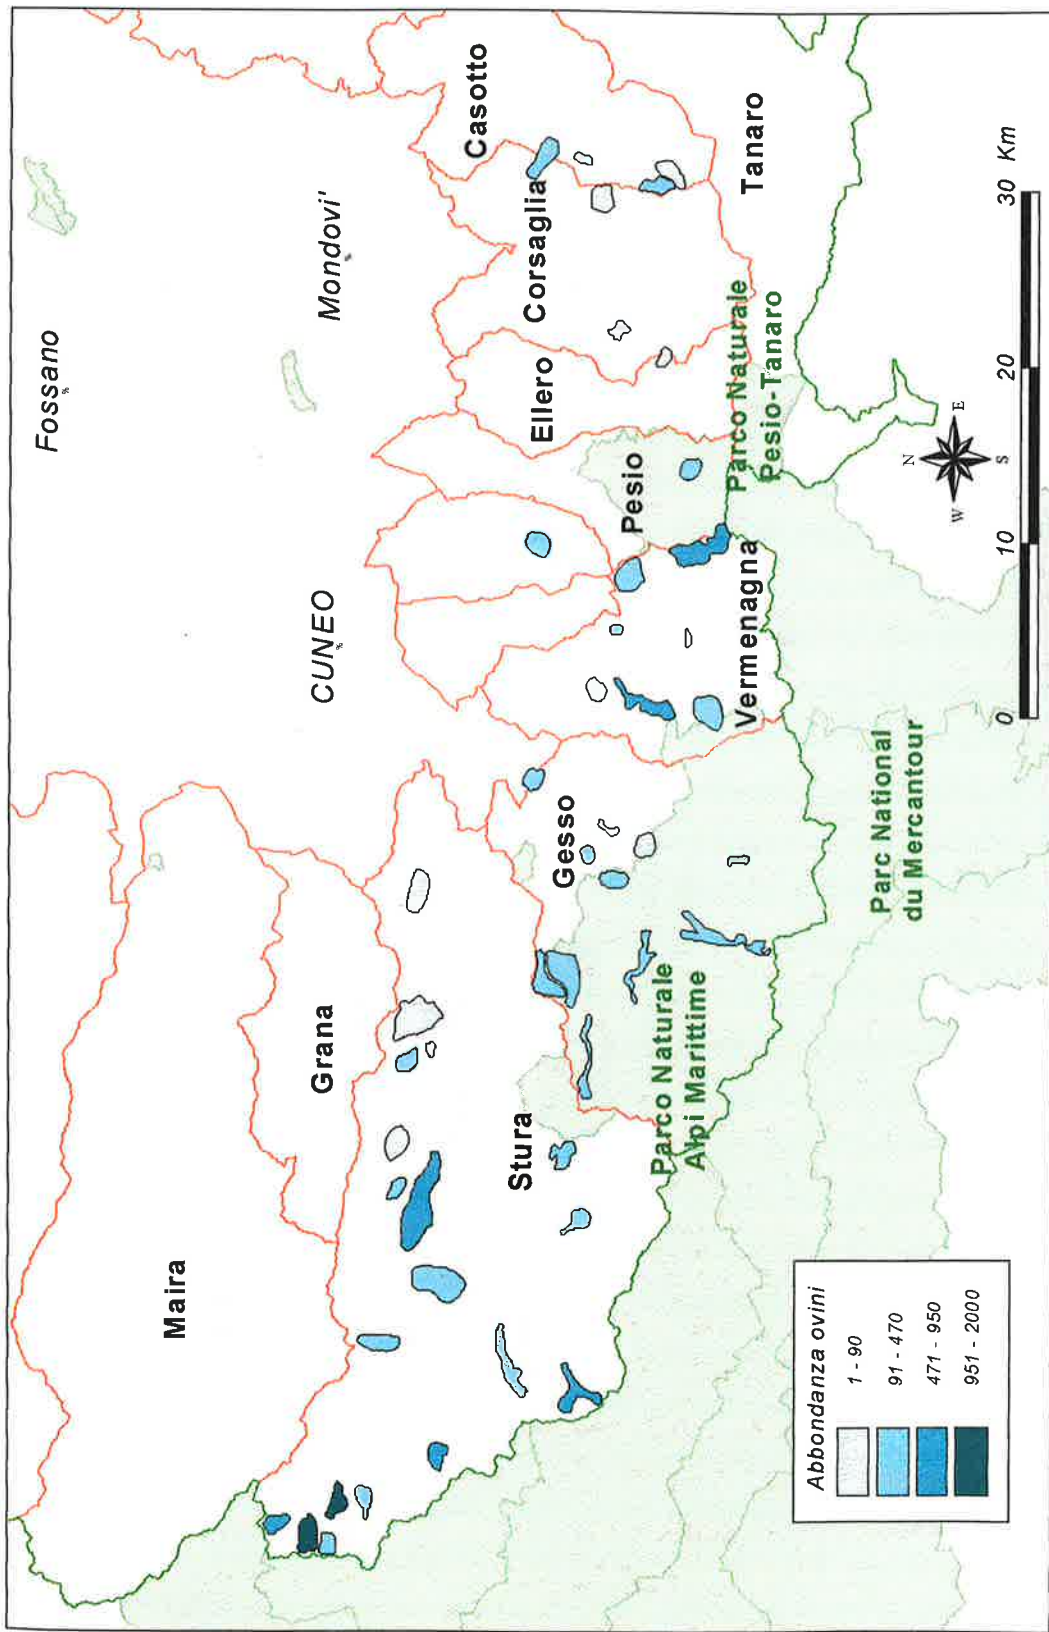 Fossano
Mondovi'
CUNEO
Casotto
Corsaglia
Ellero
Tanaro
Pesio
Parco Naturale
Pesio-Tanaro
Vermenagna
Gesso
Maira
Grana
Stura
Parco Naturale
Alpi Marittime
Parc National
du Mercantour
N
W
E
S
0 10 20 30 Km
Abbondanza ovini
1 - 90
91 - 470
471 - 950
951 - 2000